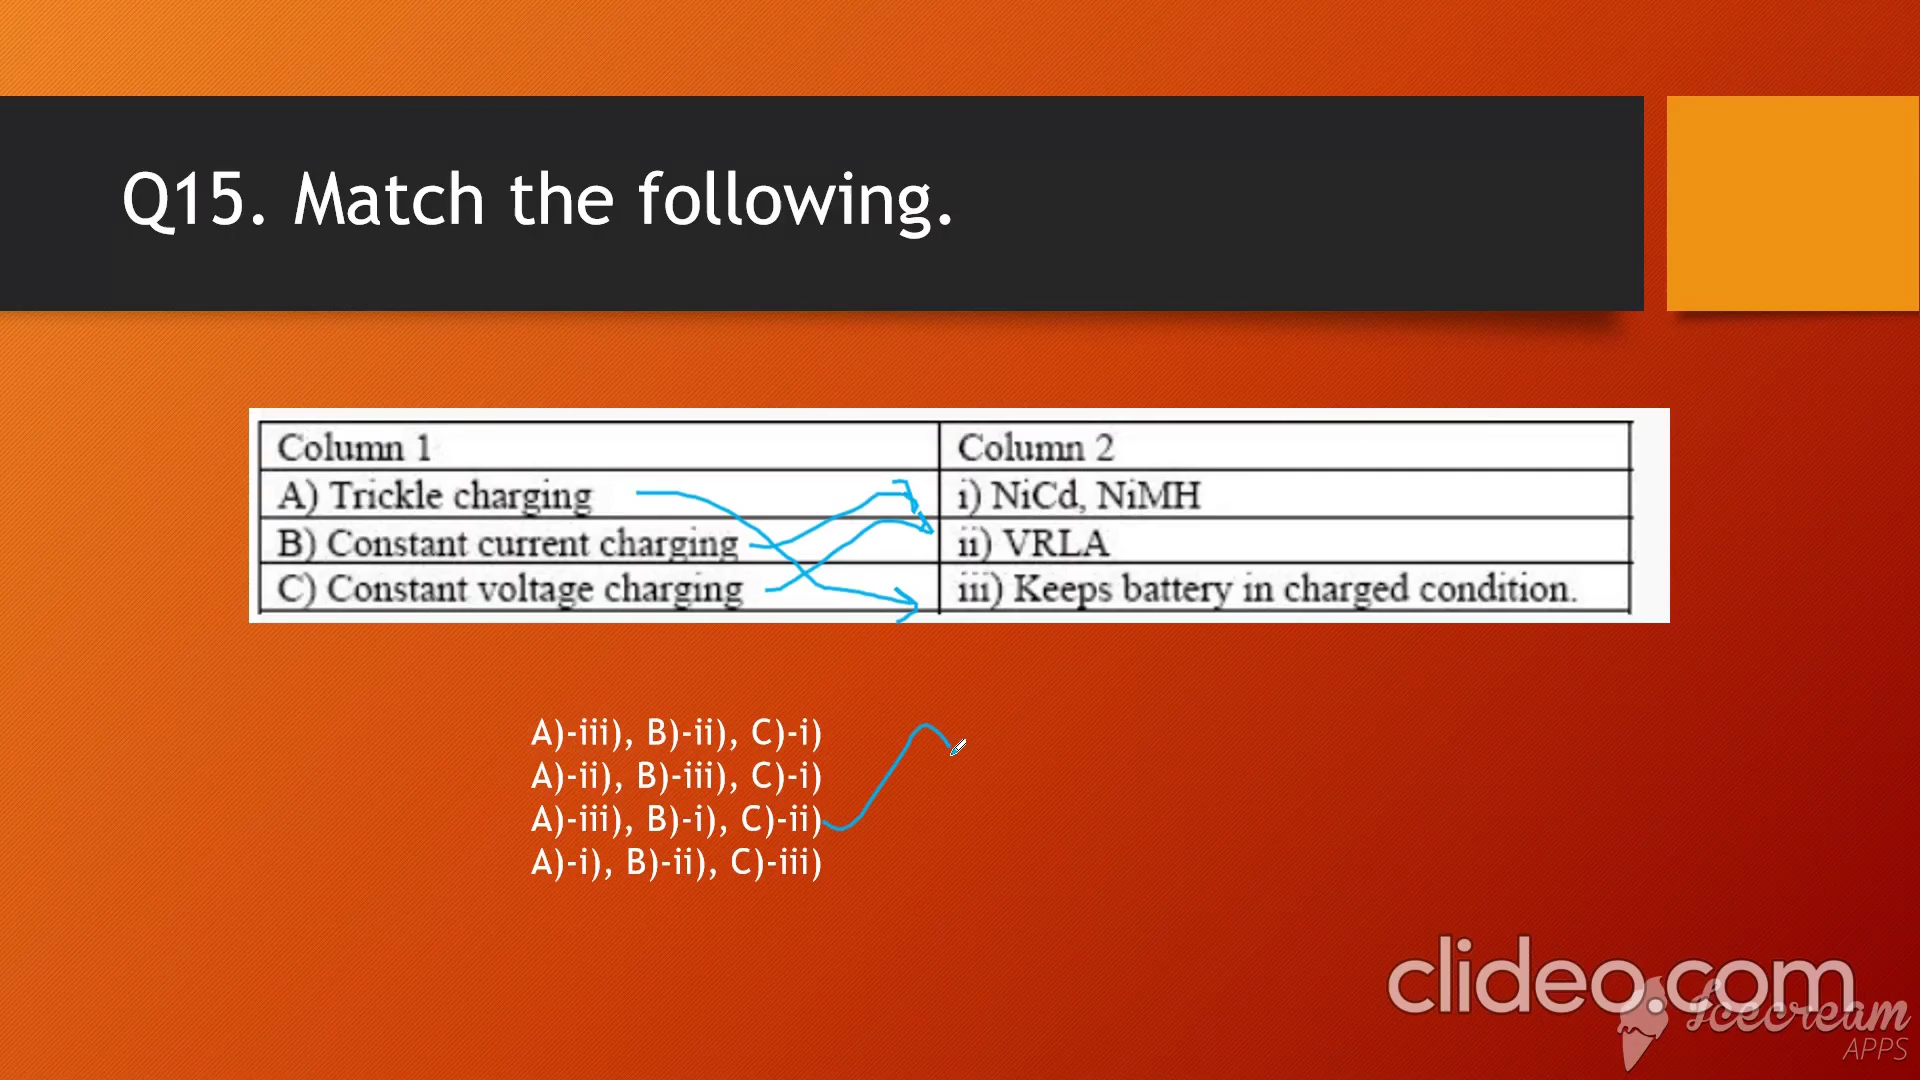 Q15. Match the following.
Column 1 Column 2
A) Trickle charging i) NiCd, NiMH
B) Constant current charging ii) VRLA
C) Constant voltage charging iii) Keeps battery in charged condition.
A)-iii), B)-ii), C)-i)
A)-ii), B)-iii), C)-i)
A)-iii), B)-i), C)-ii)
A)-i), B)-ii), C)-iii)
clideo.com
Icecream
APPS